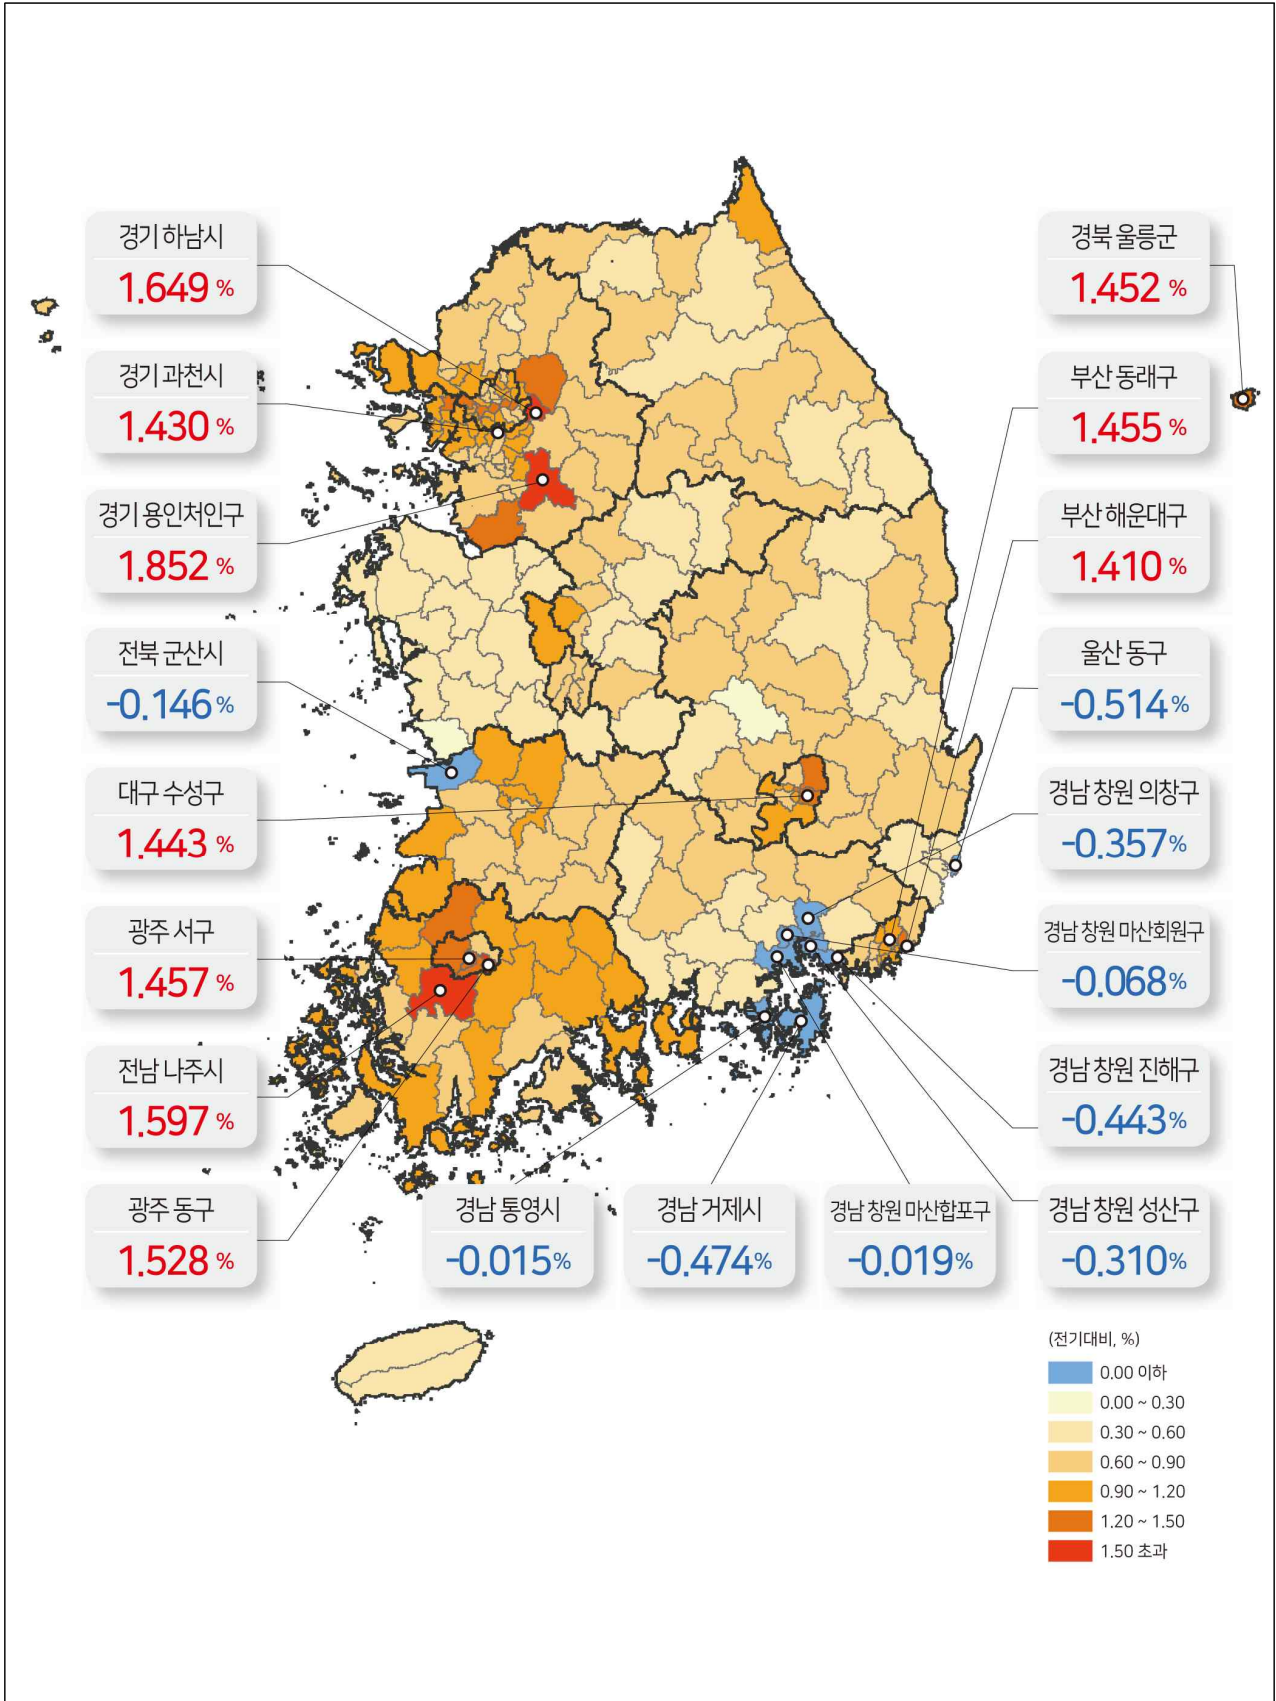 경기 하남시
1.649 %
경기 과천시
1.430 %
경기 용인처인구
1.852 %
전북 군산시
-0.146%
대구 수성구
1.443 %
광주 서구
1.457 %
전남 나주시
1.597 %
광주 동구
1.528 %
경남 통영시
-0.015%
경남 거제시
-0.474%
경남 창원 마산합포구
-0.019%
경북 울릉군
1.452 %
부산 동래구
1.455 %
부산 해운대구
1.410 %
울산 동구
-0.514%
경남 창원 의창구
-0.357%
경남 창원 마산회원구
-0.068%
경남 창원 진해구
-0.443%
경남 창원 성산구
-0.310%
(전기대비, %)
0.00 이하
0.00 ~ 0.30
0.30 ~ 0.60
0.60 ~ 0.90
0.90 ~ 1.20
1.20 ~ 1.50
1.50 초과